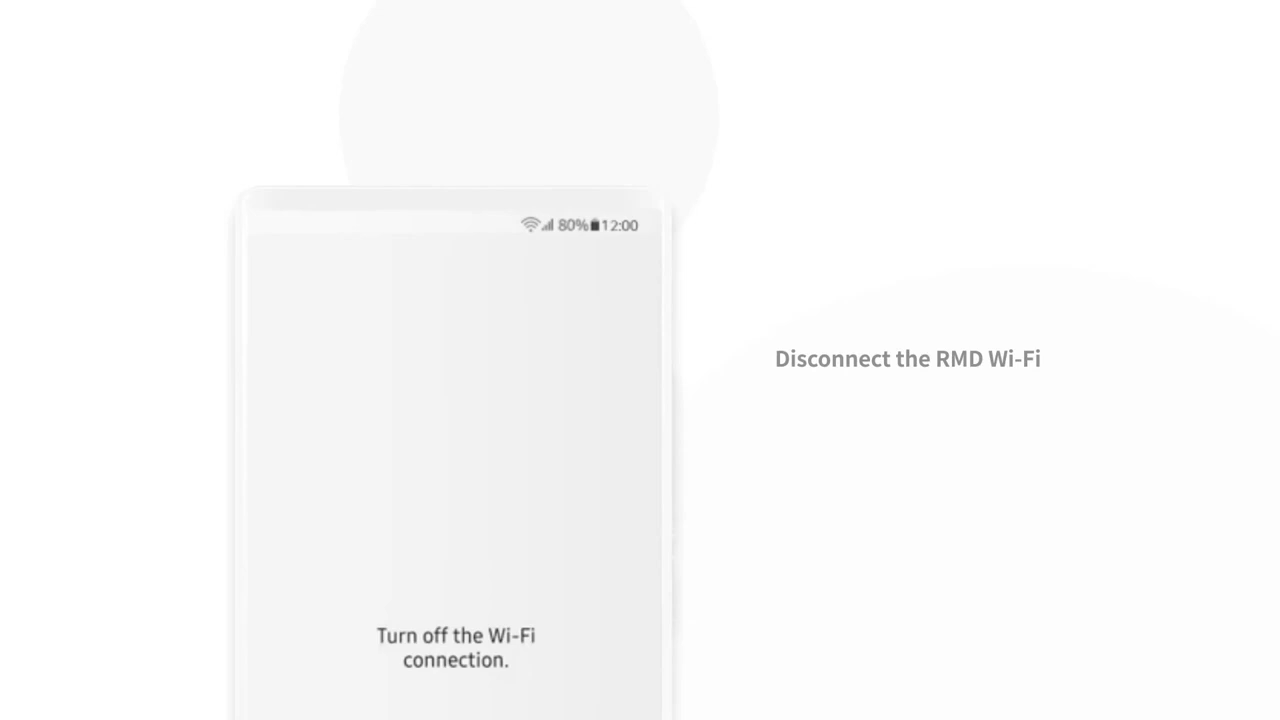 80% 12:00
Disconnect the RMD Wi-Fi
Turn off the Wi-Fi
connection.